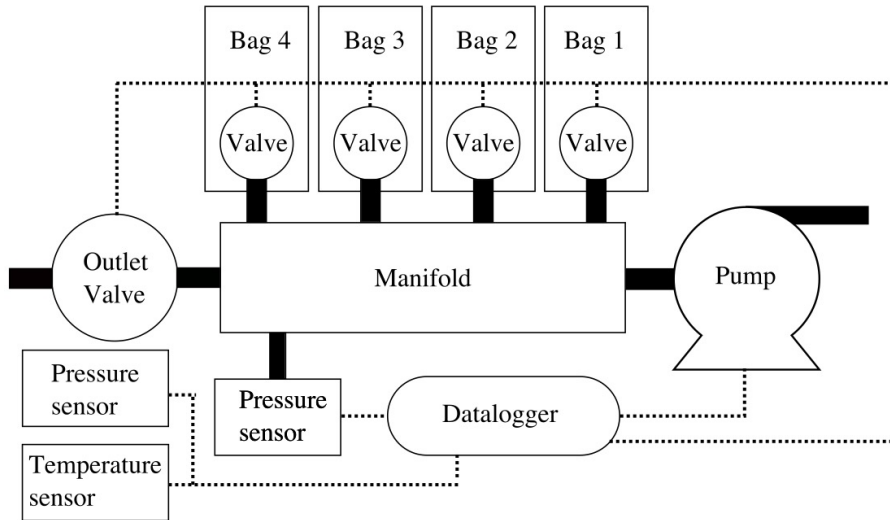 Bag 4
Bag 3
Bag 2
Bag 1
Valve
Valve
Valve
Valve
Outlet
Valve
Manifold
Pump
Pressure
sensor
Pressure
sensor
Datalogger
Temperature
sensor